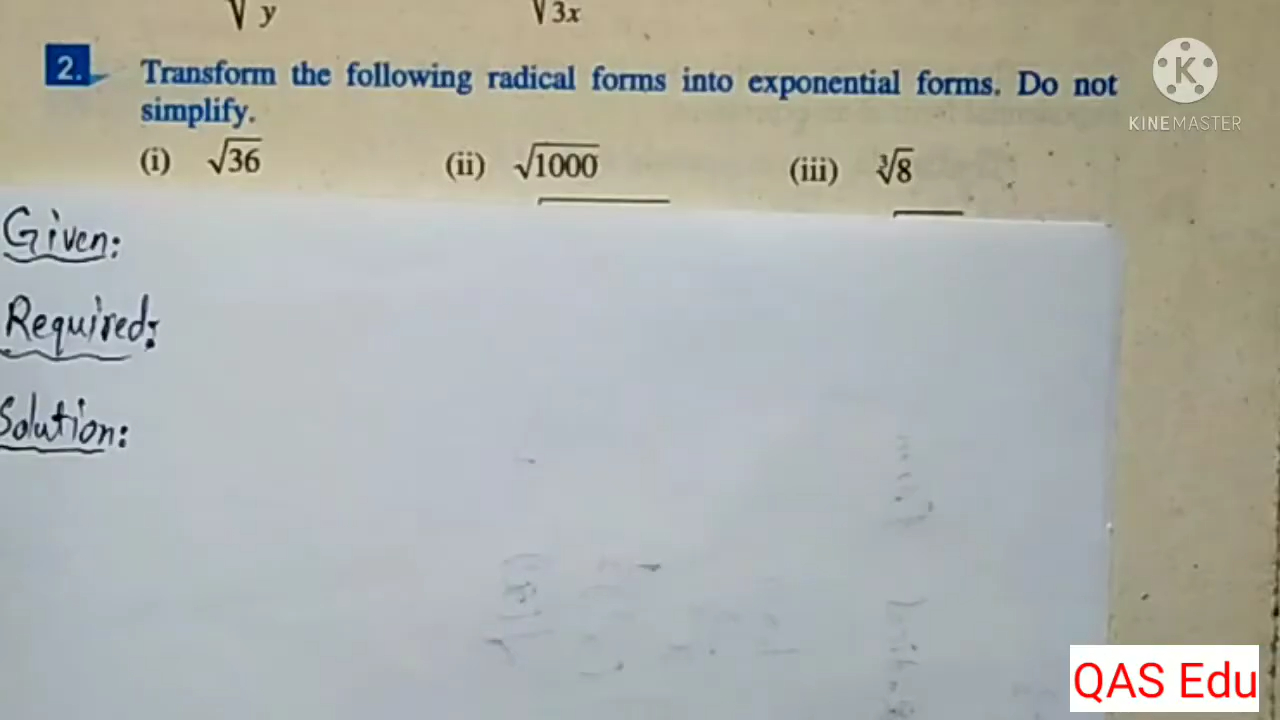 √y √3x
2. Transform the following radical forms into exponential forms. Do not
simplify.
(i) √36 (ii) √1000 (iii) ∛8
Given:
Required:
Solution:
KINEMASTER
QAS Edu